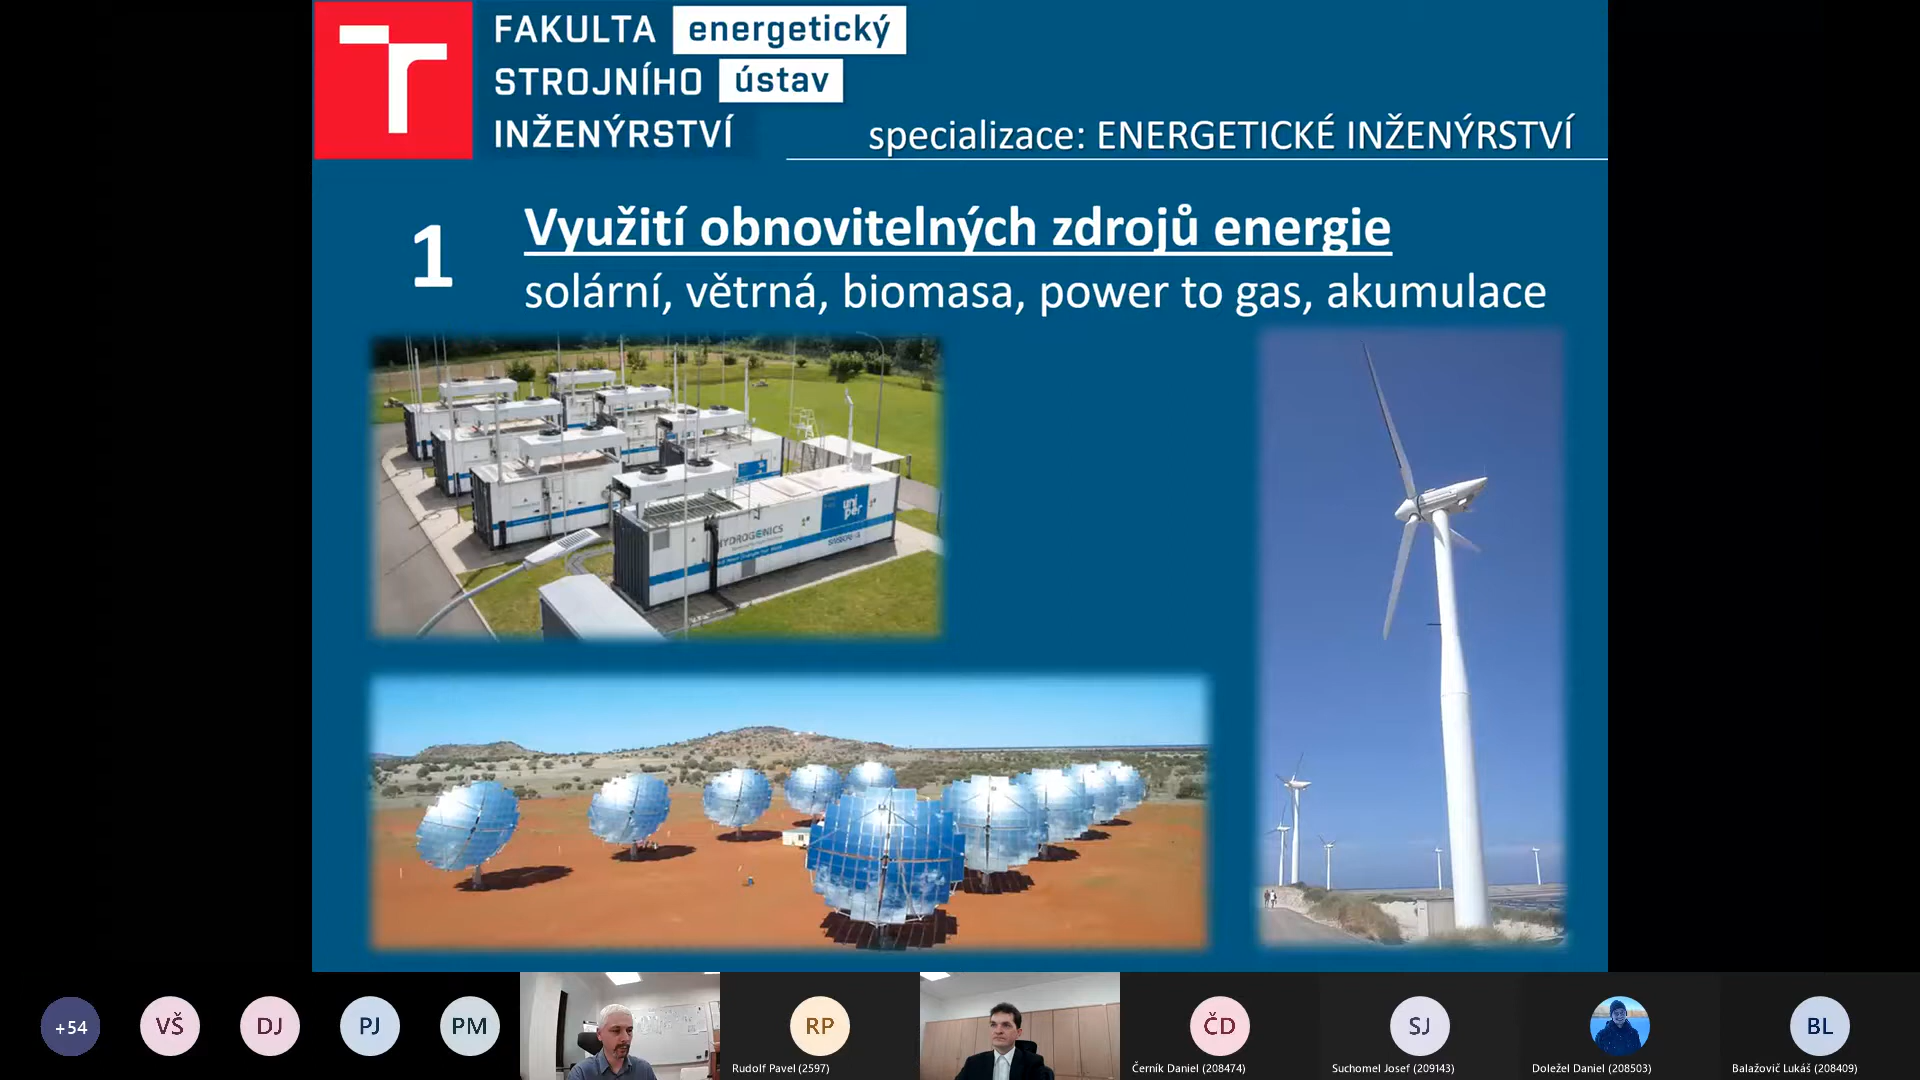 FAKULTA energetický
STROJNÍHO ústav
INŽENÝRSTVÍ
specializace: ENERGETICKÉ INŽENÝRSTVÍ
1
Využití obnovitelných zdrojů energie
solární, větrná, biomasa, power to gas, akumulace
uni
per
HYDROGENICS
+54
VŠ
DJ
PJ
PM
RP
ČD
SJ
BL
Rudolf Pavel (2597)
Černík Daniel (208474)
Suchomel Josef (209143)
Doležel Daniel (208503)
Balažovič Lukáš (208409)